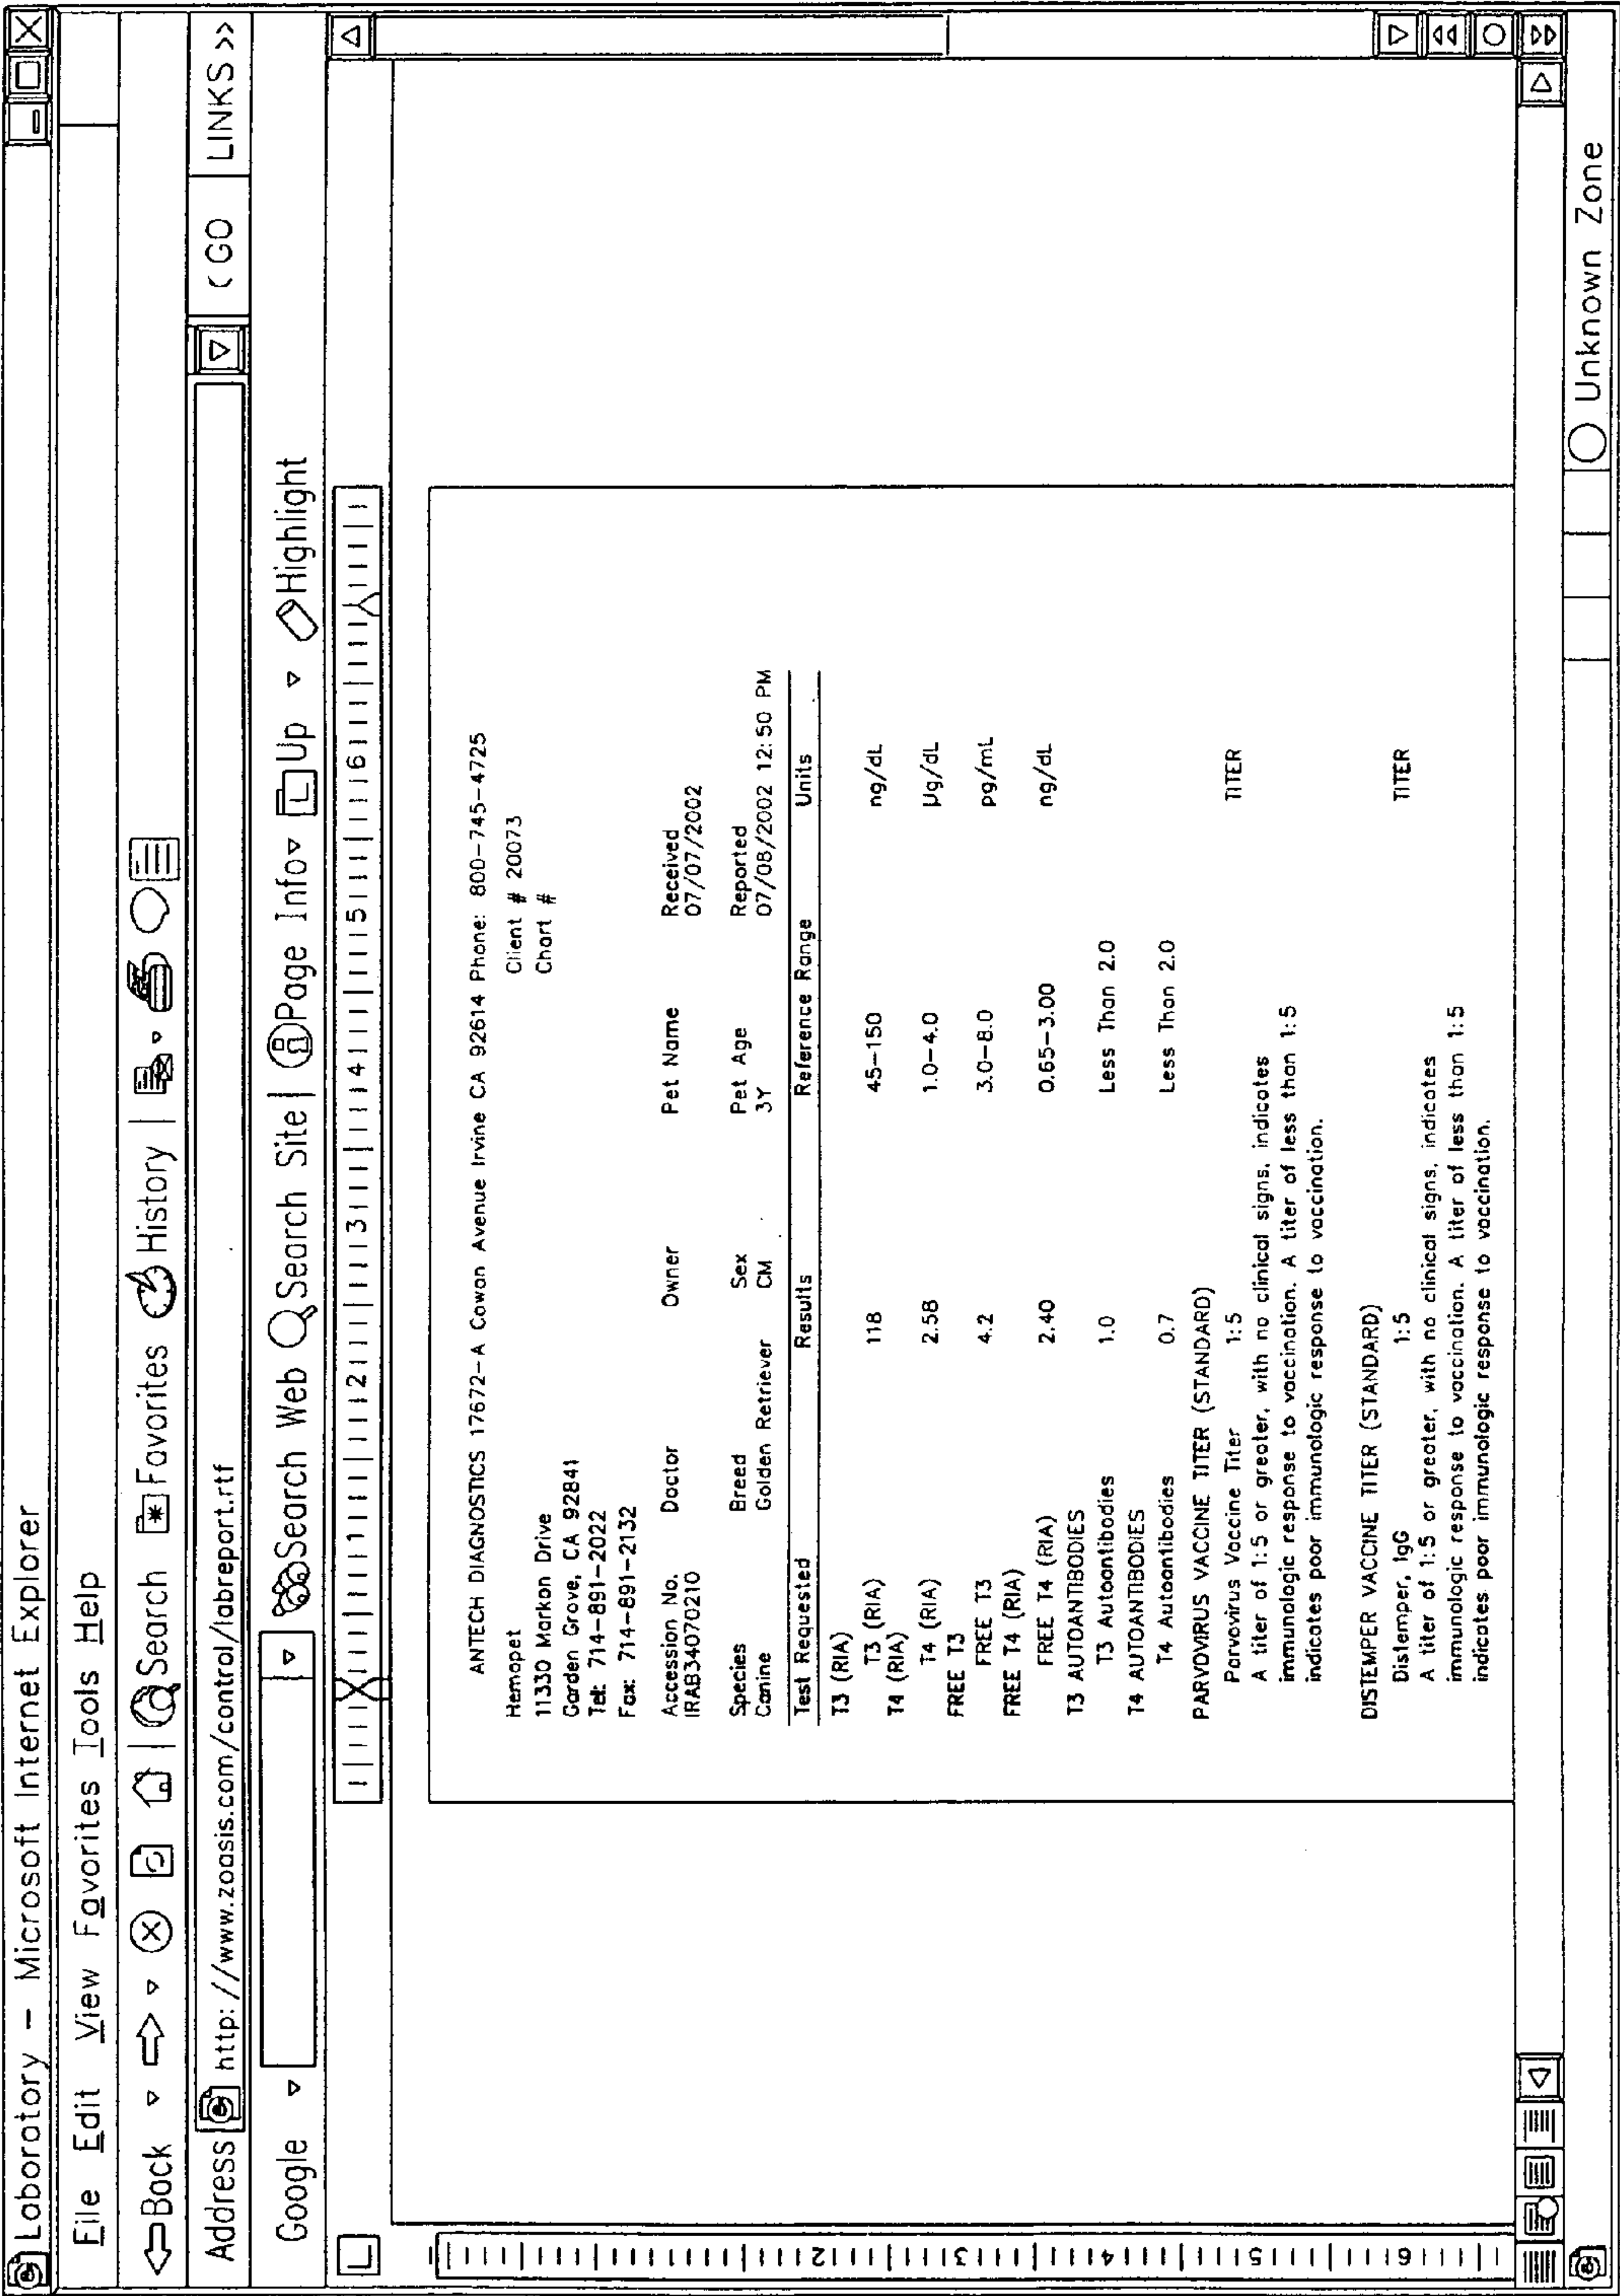 Laboratory – Microsoft Internet Explorer
File Edit View Favorites Tools Help
Back Search Favorites History
Address http: //www.zoasis.com/control/labreport.rtf < GO LINKS >>
Google Search Web Search Site Page Info Up Highlight
1 2 3 4 5 6
ANTECH DIAGNOSTICS 17672-A Cowan Avenue Irvine CA 92614 Phone: 800-745-4725
Hemopet Client # 20073
11330 Markon Drive Chart #
Garden Grove, CA 92841
Tel: 714-891-2022
Fax: 714-891-2132
Accession No. Doctor Owner Pet Name Received
IRAB34070210 07/07/2002
Species Breed Sex Pet Age Reported
Canine Golden Retriever CM 3Y 07/08/2002 12:50 PM
Test Requested Results Reference Range Units
T3 (RIA)
T3 (RIA) 118 45-150 ng/dL
T4 (RIA)
T4 (RIA) 2.58 1.0-4.0 µg/dL
FREE T3
FREE T3 4.2 3.0-8.0 pg/mL
FREE T4 (RIA)
FREE T4 (RIA) 2.40 0.65-3.00 ng/dL
T3 AUTOANTIBODIES
T3 Autoantibodies 1.0 Less Than 2.0
T4 AUTOANTIBODIES
T4 Autoantibodies 0.7 Less Than 2.0
PARVOVIRUS VACCINE TITER (STANDARD)
Parvovirus Vaccine Titer 1:5 TITER
A titer of 1:5 or greater, with no clinical signs, indicates
immunologic response to vaccination. A titer of less than 1:5
indicates poor immunologic response to vaccination.
DISTEMPER VACCINE TITER (STANDARD)
Distemper, IgG 1:5 TITER
A titer of 1:5 or greater, with no clinical signs, indicates
immunologic response to vaccination. A titer of less than 1:5
indicates poor immunologic response to vaccination.
2
3
4
5
6
Unknown Zone